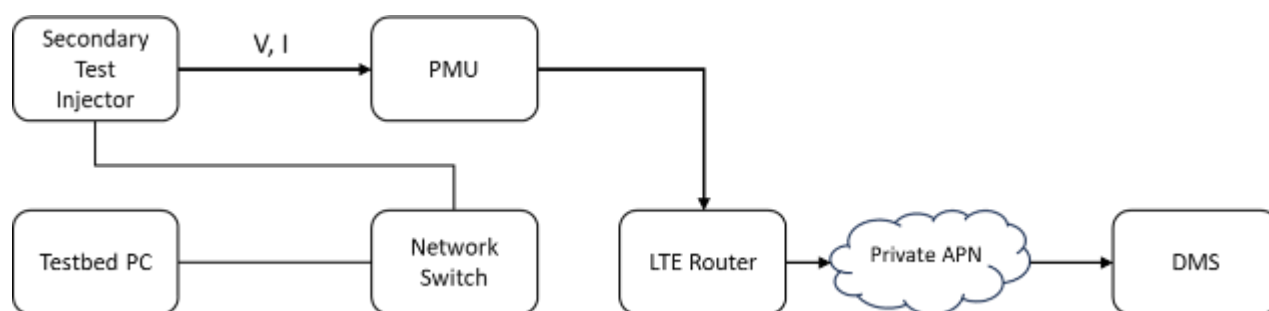 Secondary
Test
Injector
V, I
PMU
Testbed PC
Network
Switch
LTE Router
Private APN
DMS